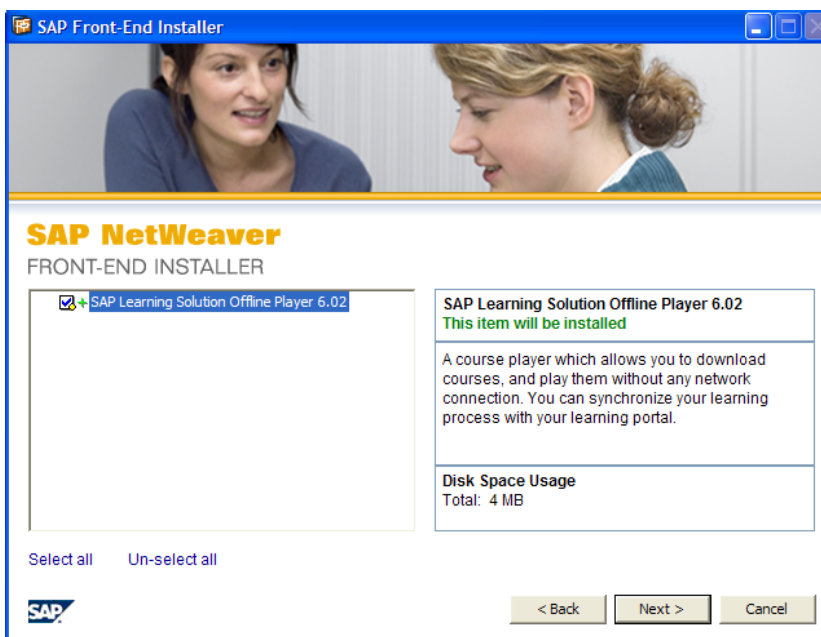 SAP Front-End Installer
SAP NetWeaver
FRONT-END INSTALLER
SAP Learning Solution Offline Player 6.02
SAP Learning Solution Offline Player 6.02
This item will be installed
A course player which allows you to download
courses, and play them without any network
connection. You can synchronize your learning
process with your learning portal.
Disk Space Usage
Total: 4 MB
Select all Un-select all
SAP
< Back Next > Cancel